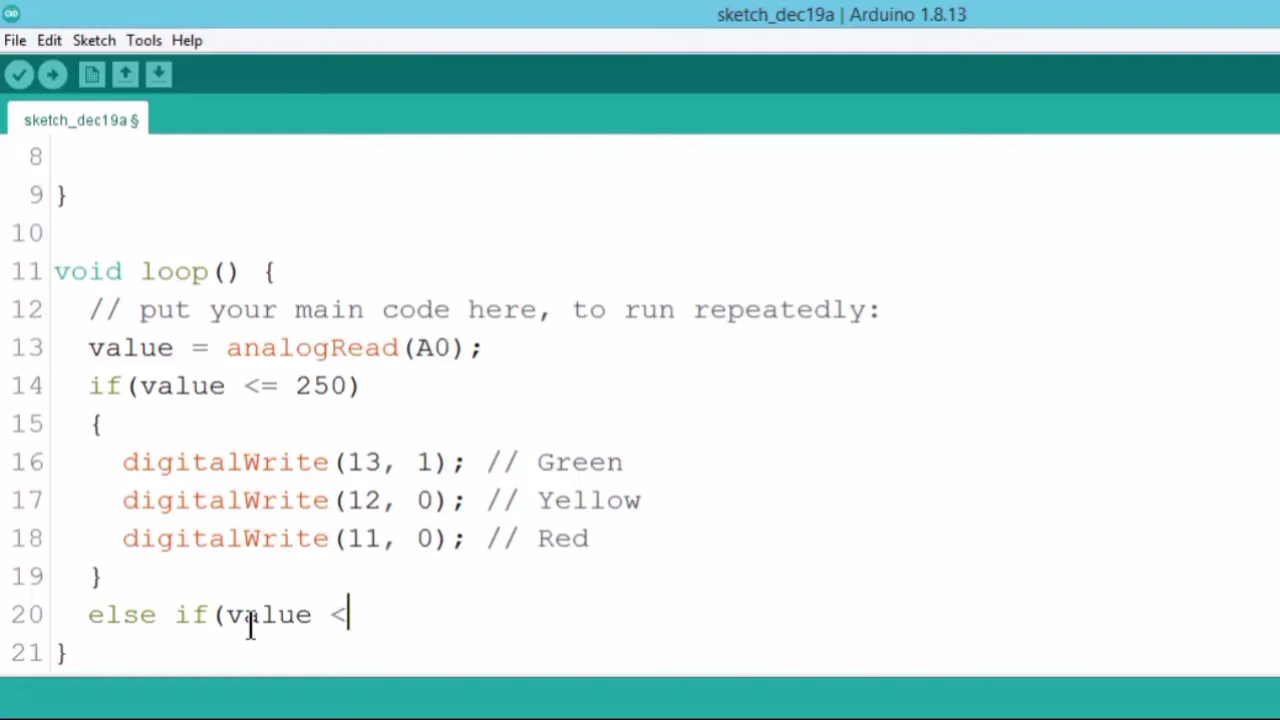 sketch_dec19a | Arduino 1.8.13
File Edit Sketch Tools Help
sketch_dec19a §
8
9 }
10
11 void loop() {
12   // put your main code here, to run repeatedly:
13   value = analogRead(A0);
14   if(value <= 250)
15   {
16     digitalWrite(13, 1); // Green
17     digitalWrite(12, 0); // Yellow
18     digitalWrite(11, 0); // Red
19   }
20   else if(value <
21 }